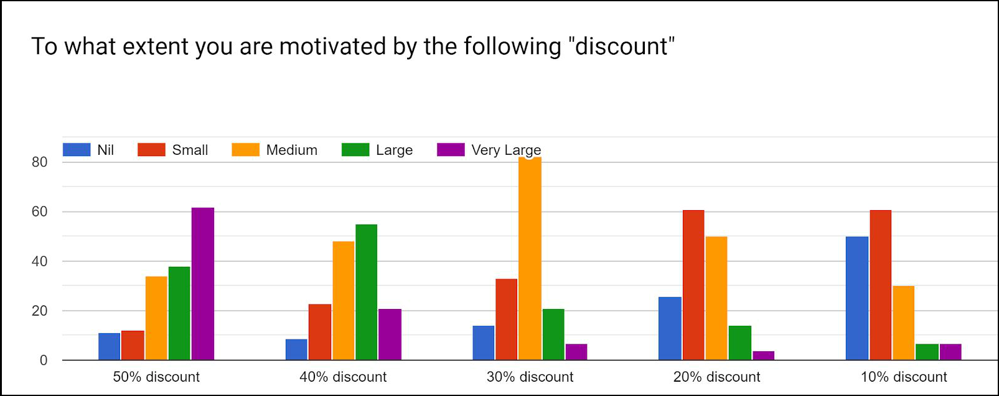 To what extent you are motivated by the following "discount"
Nil Small Medium Large Very Large
80
60
40
20
0
50% discount 40% discount 30% discount 20% discount 10% discount